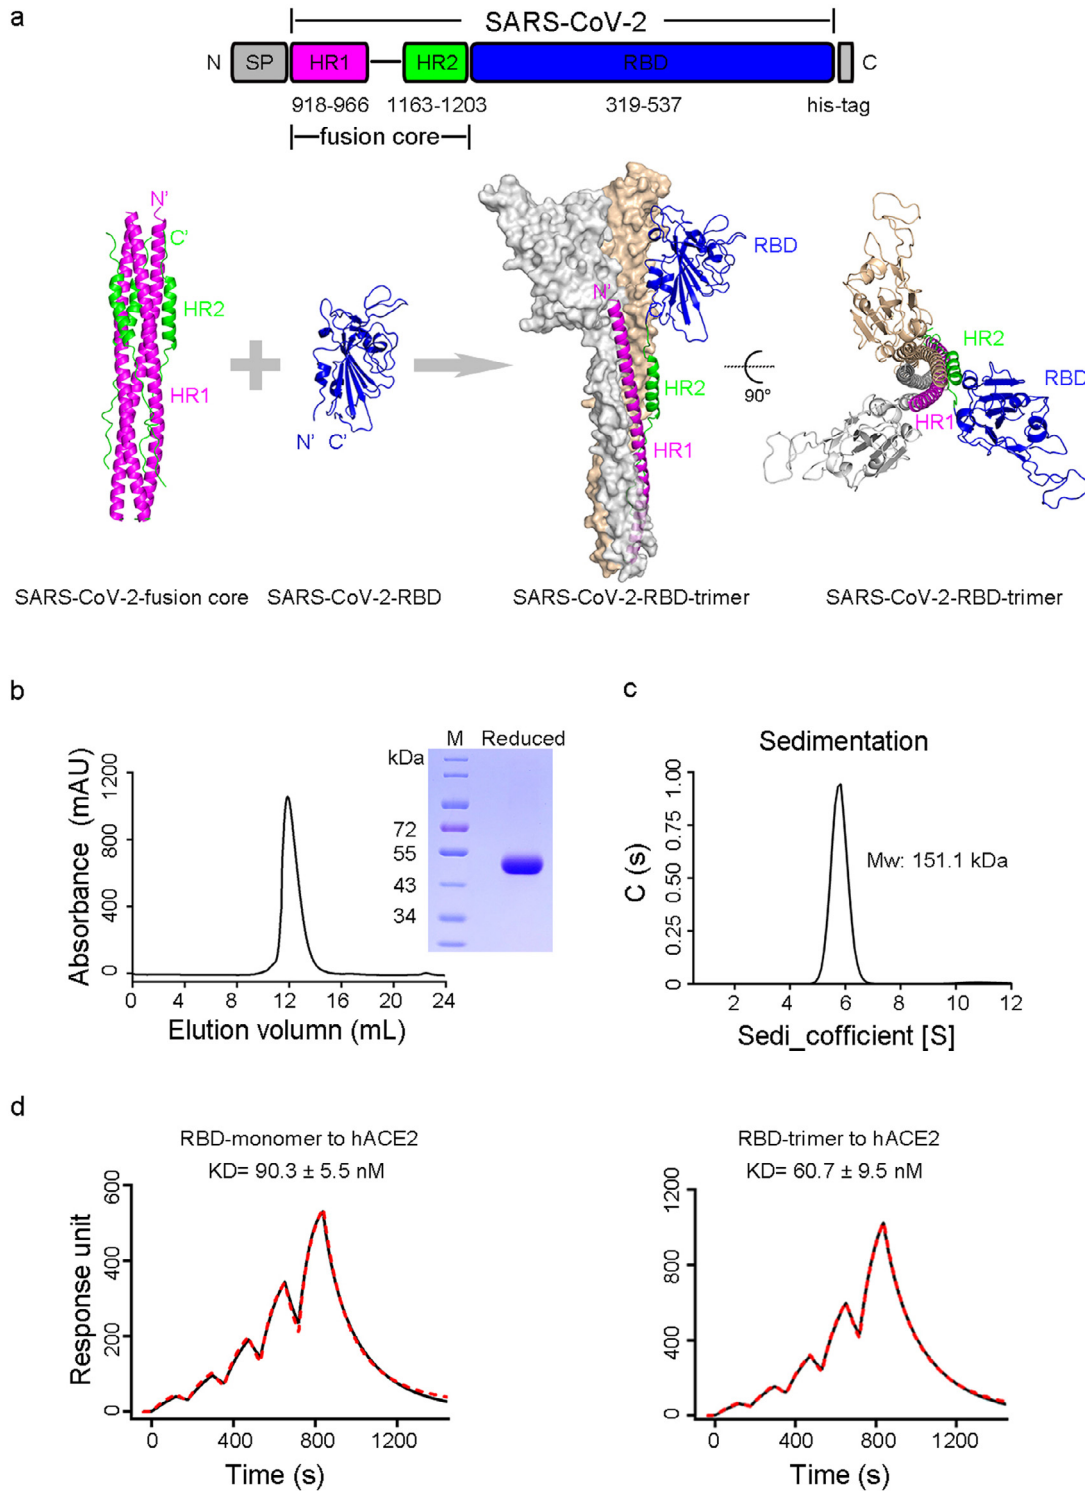 a
SARS-CoV-2
N SP HR1 HR2 RBD C
918-966 1163-1203 319-537 his-tag
fusion core
N'
C'
HR2
HR1
N' C'
N'
RBD
HR2
HR1
90°
HR2
RBD
HR1
SARS-CoV-2-fusion core
SARS-CoV-2-RBD
SARS-CoV-2-RBD-trimer
SARS-CoV-2-RBD-trimer
b
Absorbance (mAU)
1200
800
400
0
0 4 8 12 16 20 24
Elution volumn (mL)
M Reduced
kDa
72
55
43
34
c
Sedimentation
C (s)
1.00
0.75
0.50
0.25
0
Mw: 151.1 kDa
2 4 6 8 10 12
Sedi_cofficient [S]
d
RBD-monomer to hACE2
KD= 90.3 ± 5.5 nM
Response unit
600
400
200
0
0 400 800 1200
Time (s)
RBD-trimer to hACE2
KD= 60.7 ± 9.5 nM
1200
800
400
0
0 400 800 1200
Time (s)